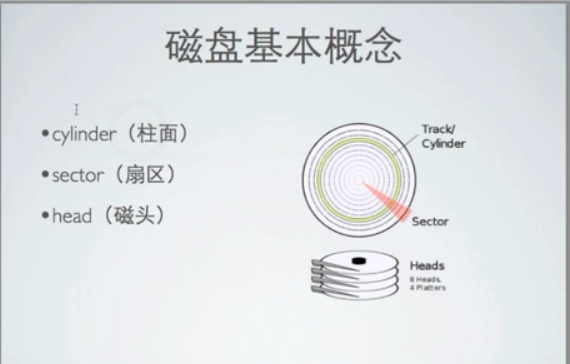 磁盘基本概念
•cylinder（柱面）
•sector（扇区）
•head（磁头）
Track/
Cylinder
Sector
Heads
8 Heads,
4 Platters